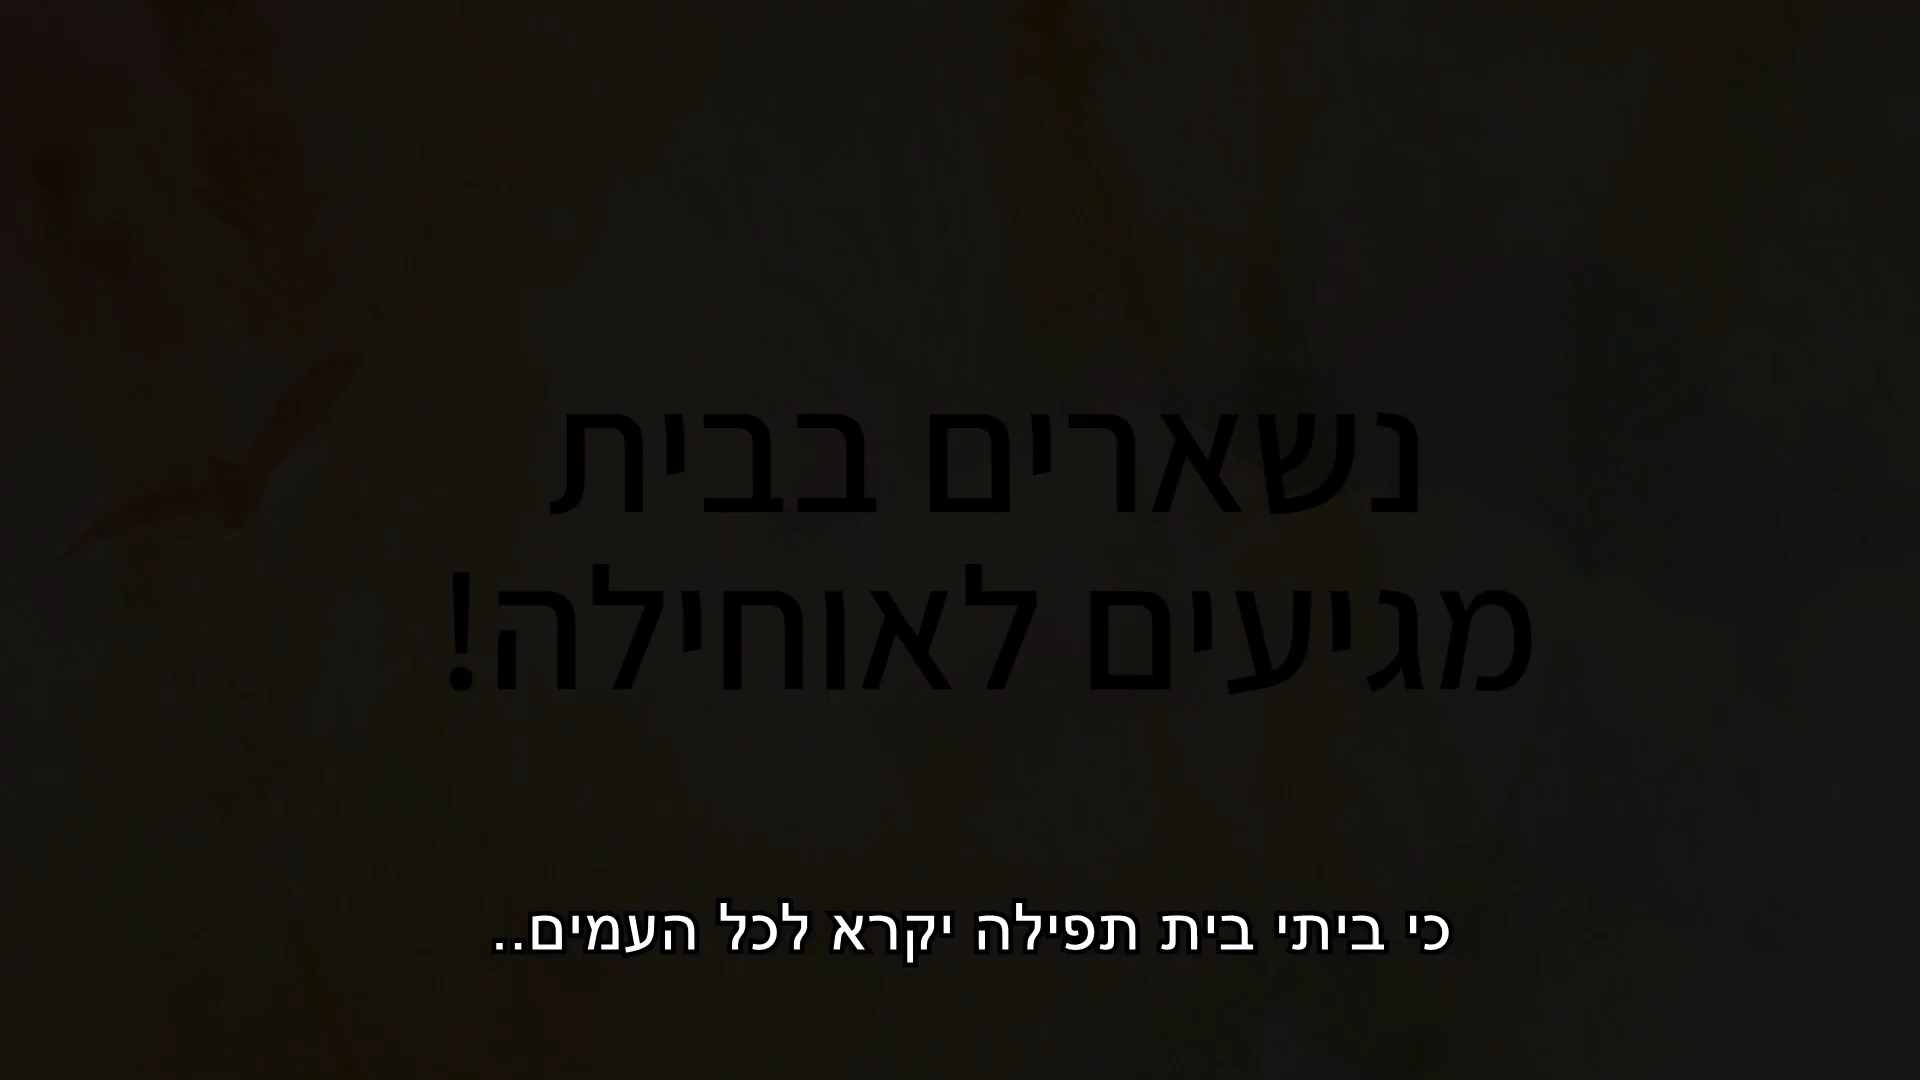 נשארים בבית
מגיעים לאוחילה!
כי ביתי בית תפילה יקרא לכל העמים..